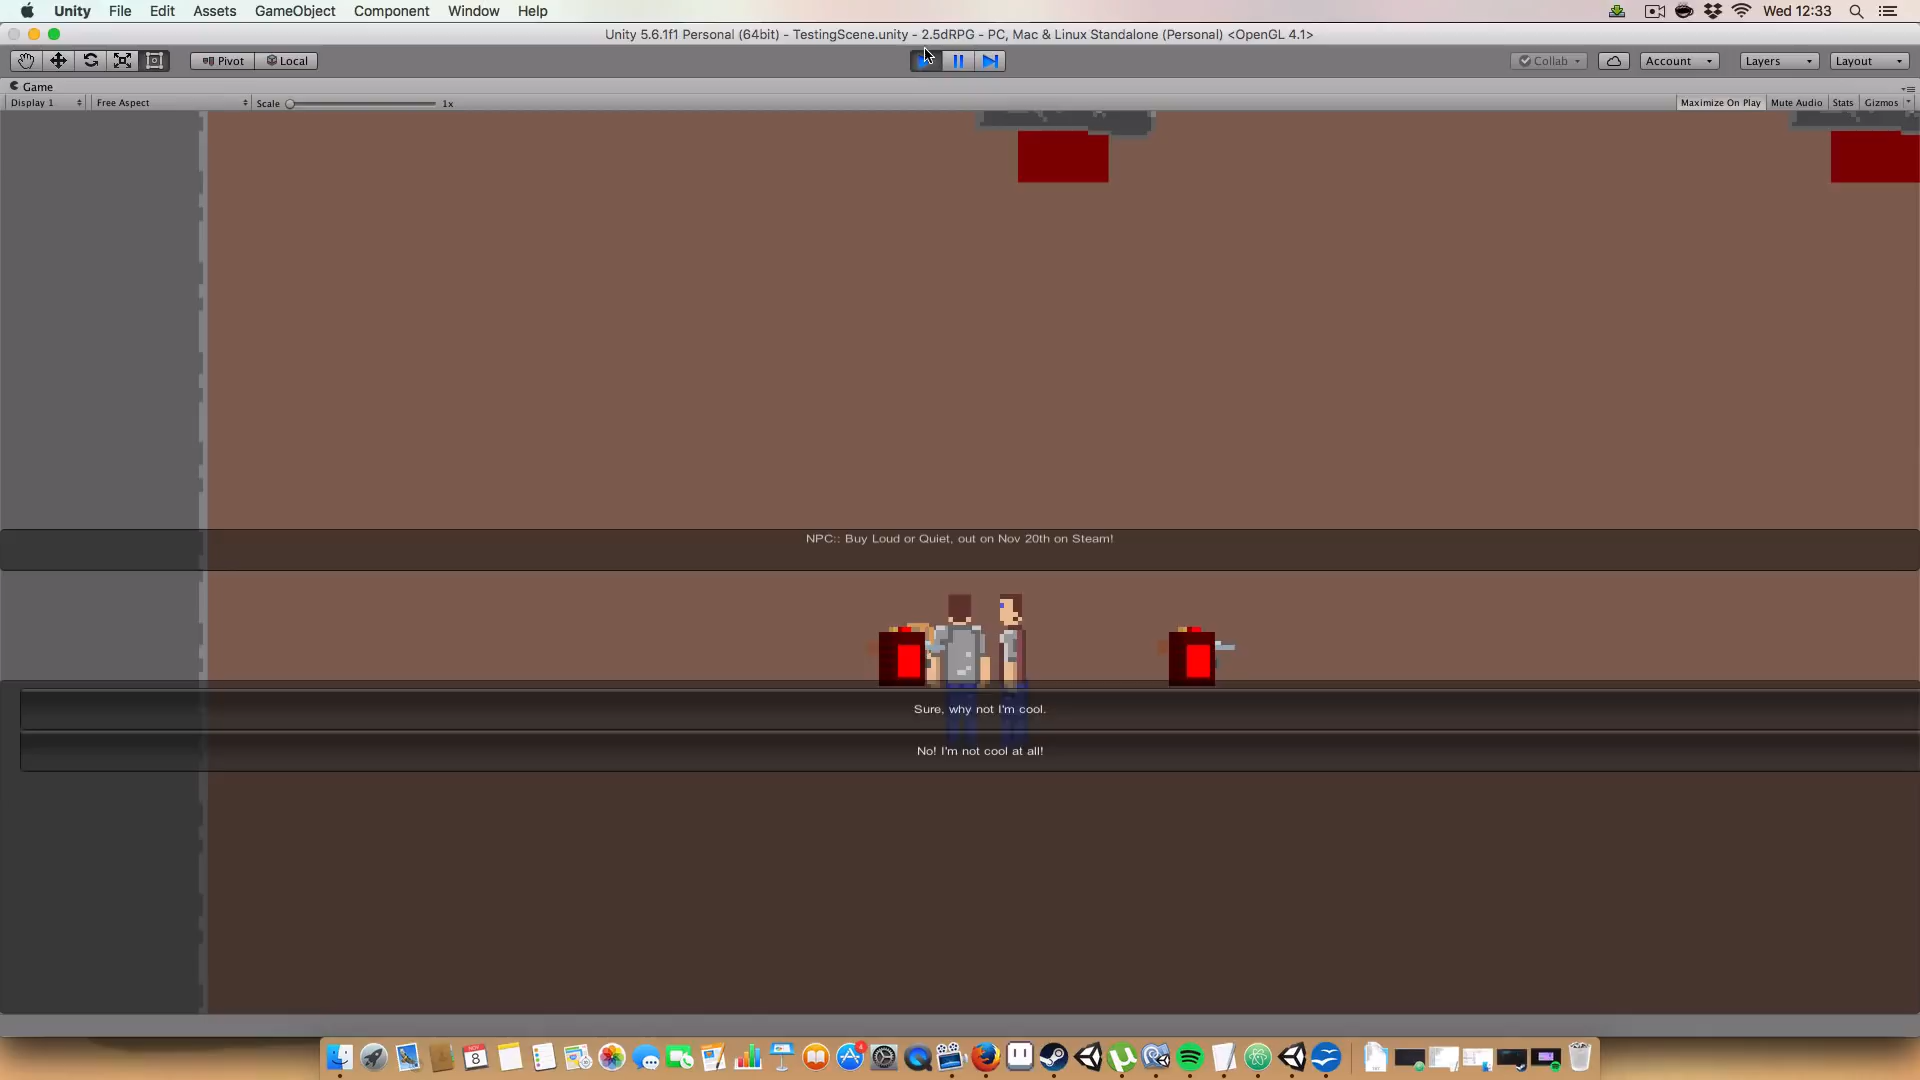 Unity File Edit Assets GameObject Component Window Help Wed 12:33
Unity 5.6.1f1 Personal (64bit) - TestingScene.unity - 2.5dRPG - PC, Mac & Linux Standalone (Personal) <OpenGL 4.1>
Pivot Local Collab Account Layers Layout
Game
Display 1 Free Aspect Scale 1x Maximize On Play Mute Audio Stats Gizmos
NPC:: Buy Loud or Quiet, out on Nov 20th on Steam!
Sure, why not I'm cool.
No! I'm not cool at all!
NOV
8
4